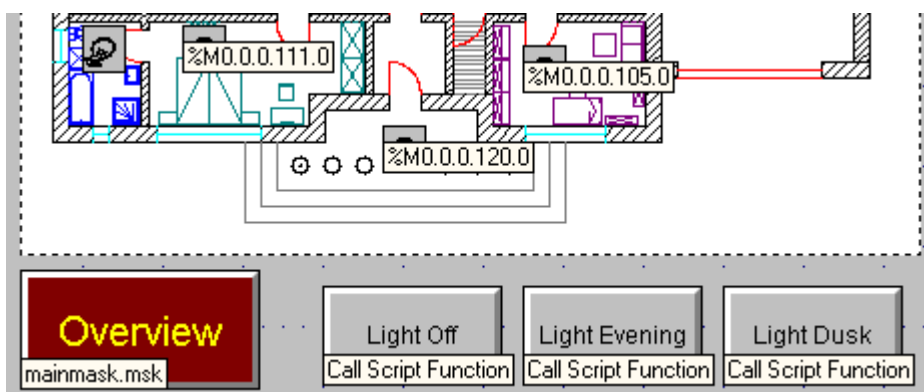 %M0.0.0.111.0
%M0.0.0.105.0
%M0.0.0.120.0
Overview
mainmask.msk
Light Off
Call Script Function
Light Evening
Call Script Function
Light Dusk
Call Script Function